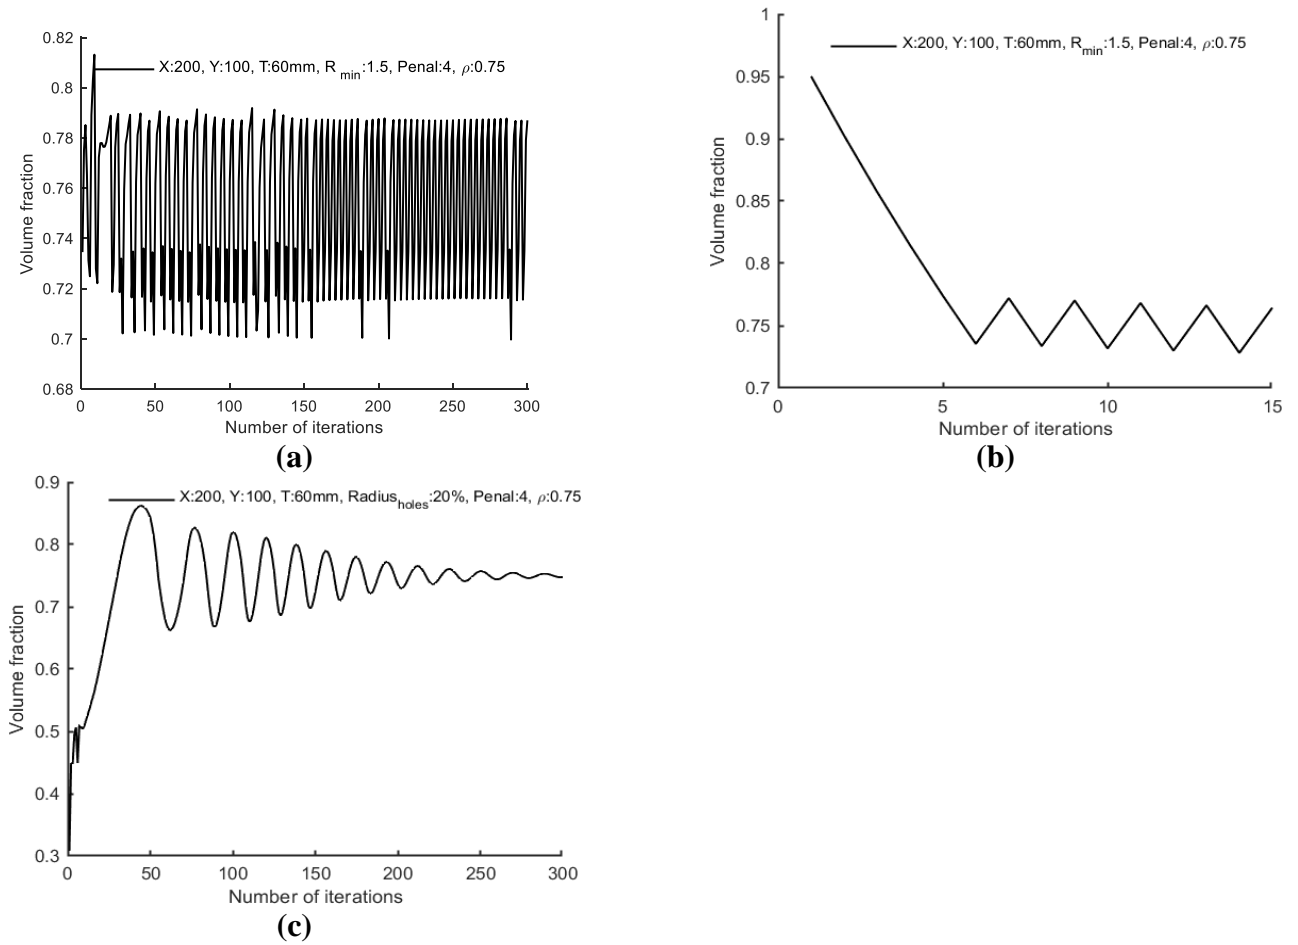 0.82
X:200, Y:100, T:60mm, R min:1.5, Penal:4, ρ:0.75
0.8
0.78
0.76
0.74
0.72
0.7
0.68
Volume fraction
0 50 100 150 200 250 300
Number of iterations
(a)
1
X:200, Y:100, T:60mm, Rmin:1.5, Penal:4, ρ:0.75
0.95
0.9
0.85
0.8
0.75
0.7
Volume fraction
0 5 10 15
Number of iterations
(b)
0.9
X:200, Y:100, T:60mm, Radiusholes:20%, Penal:4, ρ:0.75
0.8
0.7
0.6
0.5
0.4
0.3
Volume fraction
0 50 100 150 200 250 300
Number of iterations
(c)